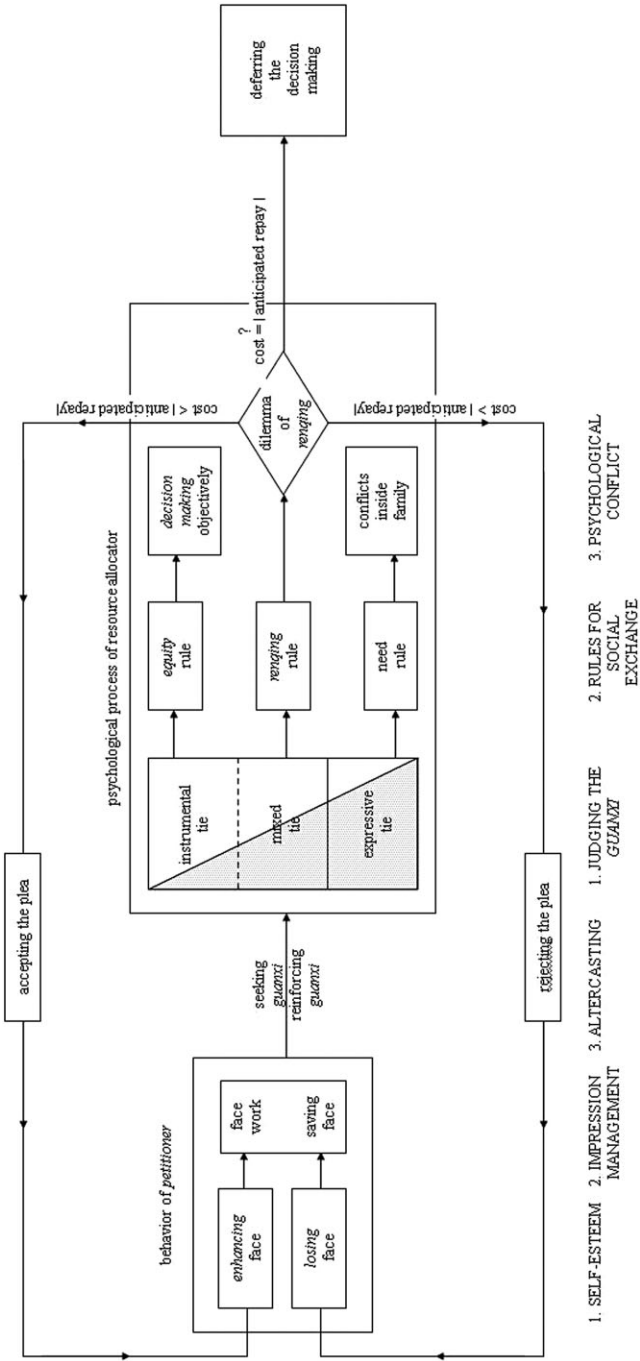 accepting the plea
behavior of petitioner
enhancing
face
losing
face
face
work
saving
face
seeking
guanxi
reinforcing
guanxi
psychological process of resource allocator
instrumental
tie
mixed
tie
expressive
tie
equity
rule
renqing
rule
need
rule
decision
making
objectively
conflicts
inside
family
dilemma
of
renqing
cost < | anticipated repay|
?
cost = | anticipated repay |
cost > | anticipated repay|
deferring
the
decision
making
rejecting the plea
1. SELF-ESTEEM
2. IMPRESSION
MANAGEMENT
3. ALTERCASTING
1. JUDGING THE
GUANXI
2. RULES FOR
SOCIAL
EXCHANGE
3. PSYCHOLOGICAL
CONFLICT